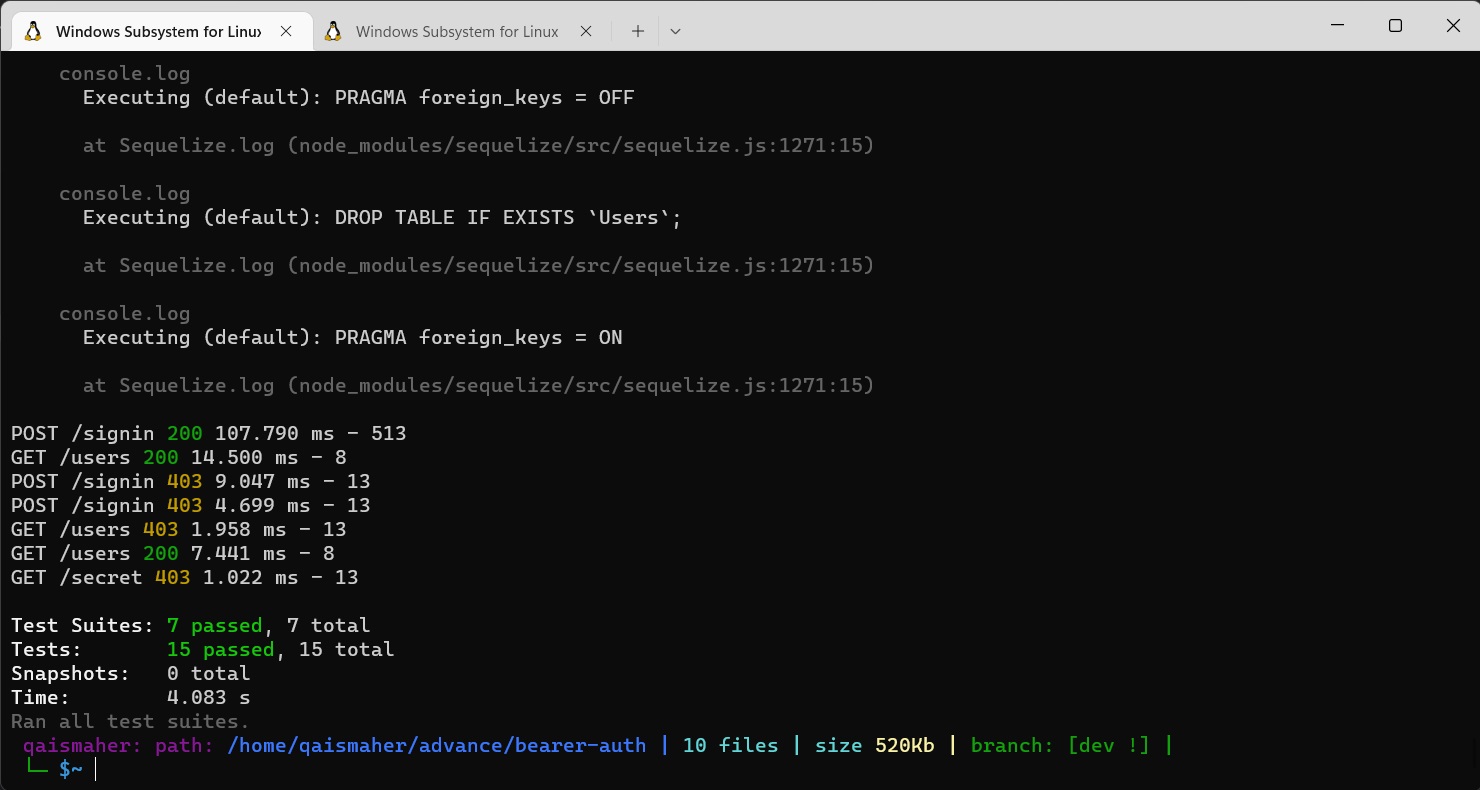 Windows Subsystem for Linux
Windows Subsystem for Linux
console.log
Executing (default): PRAGMA foreign_keys = OFF
at Sequelize.log (node_modules/sequelize/src/sequelize.js:1271:15)
console.log
Executing (default): DROP TABLE IF EXISTS `Users`;
at Sequelize.log (node_modules/sequelize/src/sequelize.js:1271:15)
console.log
Executing (default): PRAGMA foreign_keys = ON
at Sequelize.log (node_modules/sequelize/src/sequelize.js:1271:15)
POST /signin 200 107.790 ms - 513
GET /users 200 14.500 ms - 8
POST /signin 403 9.047 ms - 13
POST /signin 403 4.699 ms - 13
GET /users 403 1.958 ms - 13
GET /users 200 7.441 ms - 8
GET /secret 403 1.022 ms - 13
Test Suites: 7 passed, 7 total
Tests:       15 passed, 15 total
Snapshots:   0 total
Time:        4.083 s
Ran all test suites.
qaismaher: path: /home/qaismaher/advance/bearer-auth | 10 files | size 520Kb | branch: [dev !] |
└─ $~